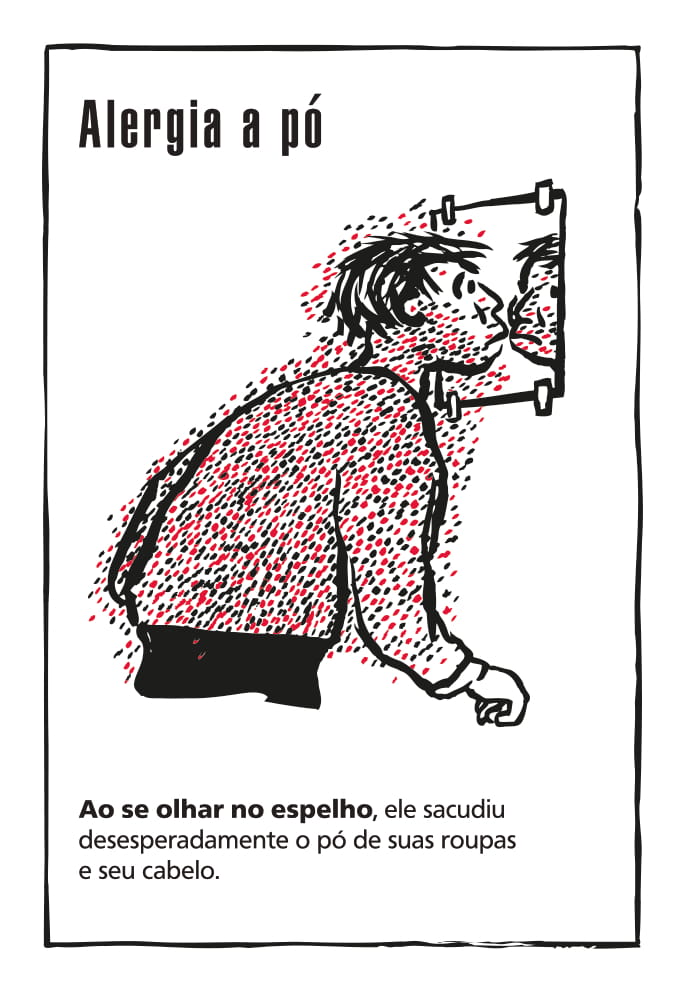 Alergia a pó
Ao se olhar no espelho, ele sacudiu
desesperadamente o pó de suas roupas
e seu cabelo.